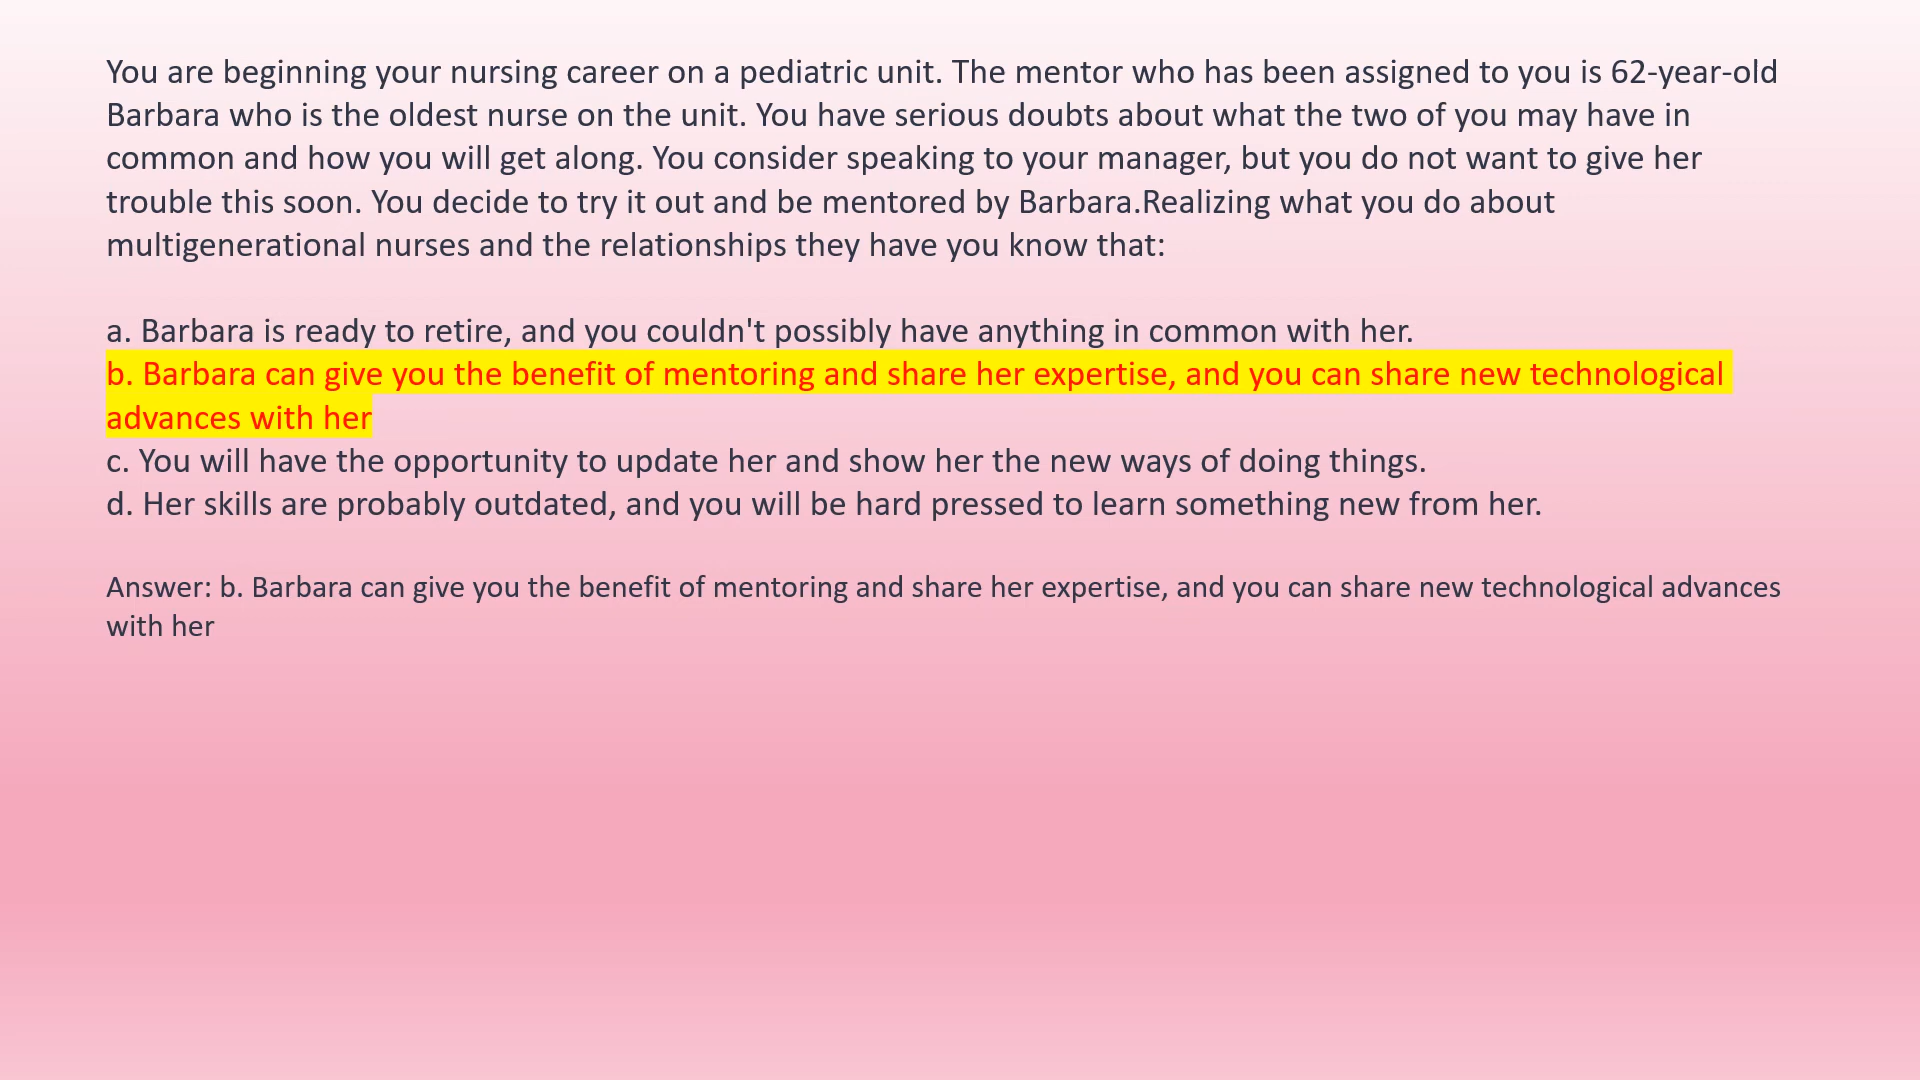 You are beginning your nursing career on a pediatric unit. The mentor who has been assigned to you is 62-year-old
Barbara who is the oldest nurse on the unit. You have serious doubts about what the two of you may have in
common and how you will get along. You consider speaking to your manager, but you do not want to give her
trouble this soon. You decide to try it out and be mentored by Barbara.Realizing what you do about
multigenerational nurses and the relationships they have you know that:
a. Barbara is ready to retire, and you couldn't possibly have anything in common with her.
b. Barbara can give you the benefit of mentoring and share her expertise, and you can share new technological
advances with her
c. You will have the opportunity to update her and show her the new ways of doing things.
d. Her skills are probably outdated, and you will be hard pressed to learn something new from her.
Answer: b. Barbara can give you the benefit of mentoring and share her expertise, and you can share new technological advances
with her